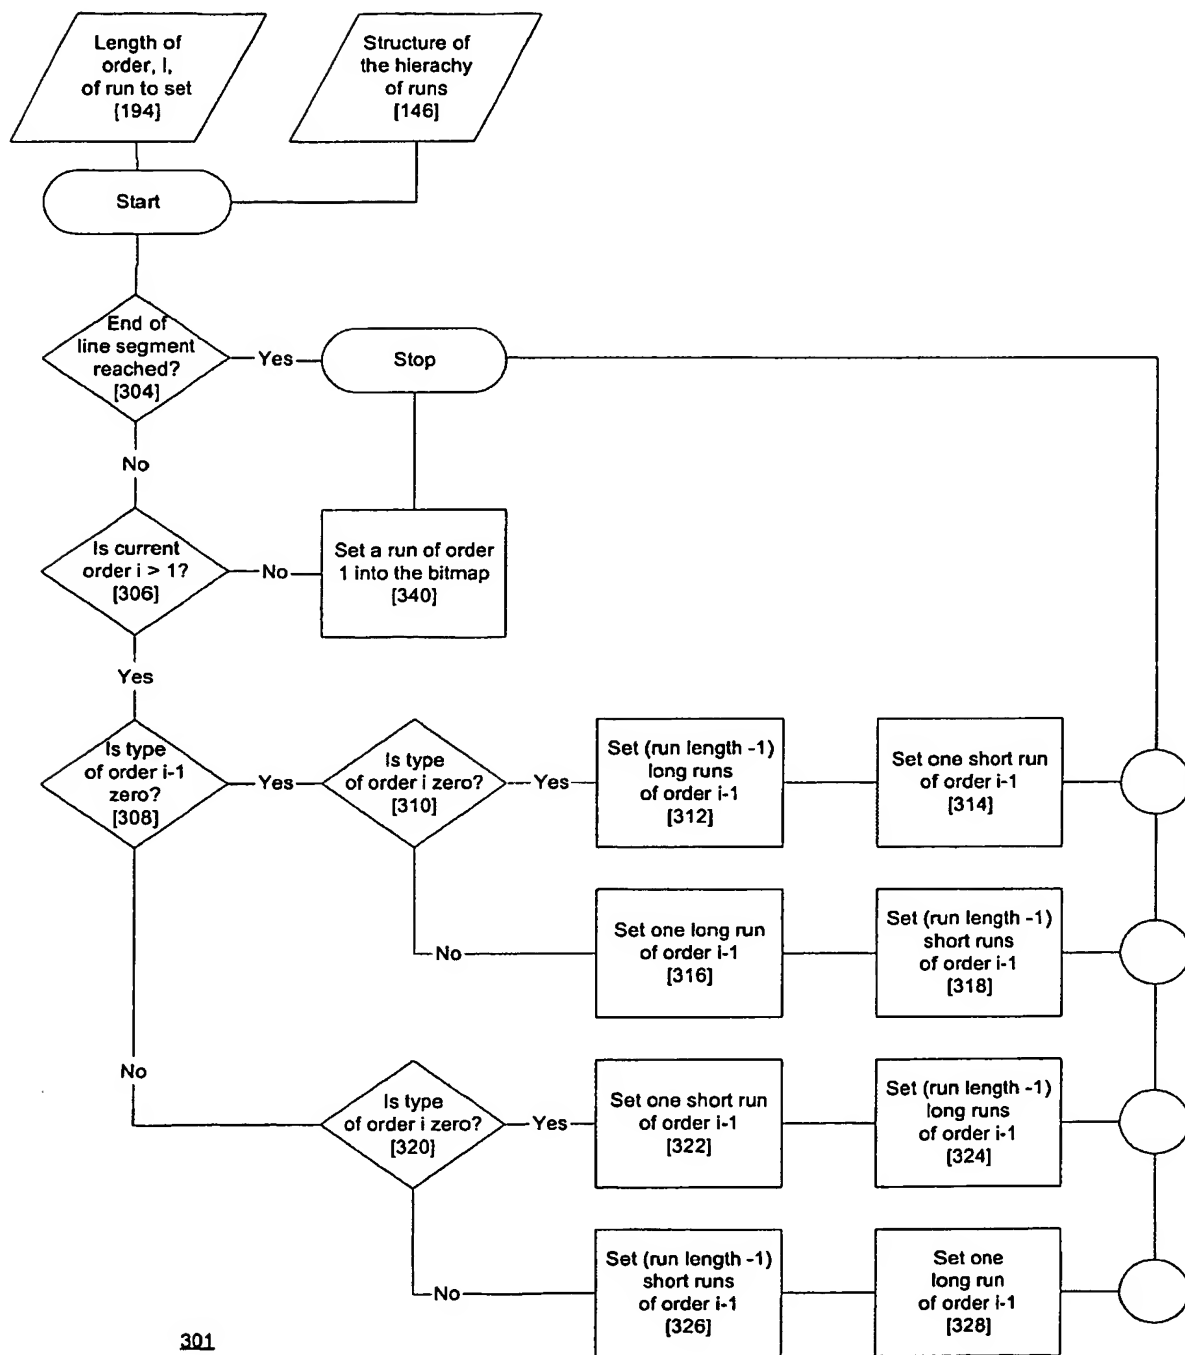 Length of
order, I,
of run to set
[194]
Structure of
the hierachy
of runs
[146]
Start
End of
line segment
reached?
[304]
Yes
Stop
No
Is current
order i > 1?
[306]
No
Set a run of order
1 into the bitmap
[340]
Yes
Is type
of order i-1
zero?
[308]
Yes
Is type
of order i zero?
[310]
Yes
Set (run length -1)
long runs
of order i-1
[312]
Set one short run
of order i-1
[314]
No
Set one long run
of order i-1
[316]
Set (run length -1)
short runs
of order i-1
[318]
No
Is type
of order i zero?
[320]
Yes
Set one short run
of order i-1
[322]
Set (run length -1)
long runs
of order i-1
[324]
No
Set (run length -1)
short runs
of order i-1
[326]
Set one
long run
of order i-1
[328]
301